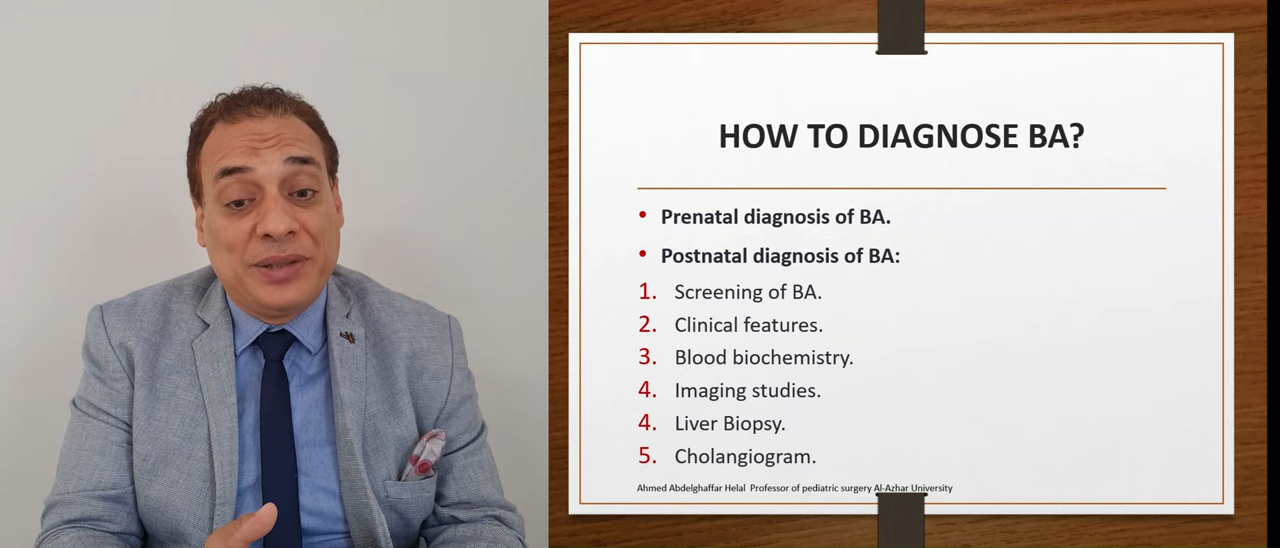 HOW TO DIAGNOSE BA?
• Prenatal diagnosis of BA.
• Postnatal diagnosis of BA:
1. Screening of BA.
2. Clinical features.
3. Blood biochemistry.
4. Imaging studies.
4. Liver Biopsy.
5. Cholangiogram.
Ahmed Abdelghaffar Helal Professor of pediatric surgery Al-Azhar University